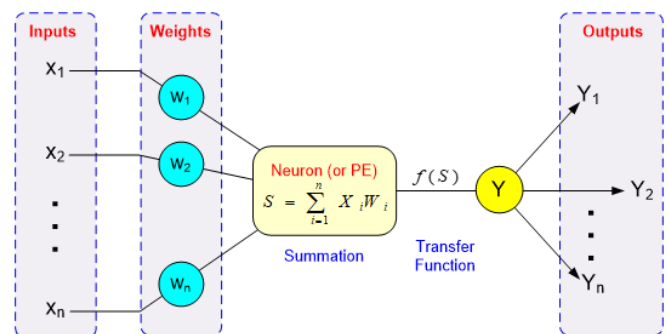 Inputs
Weights
Outputs
X1
X2
Xn
W1
W2
Wn
Neuron (or PE)
S = ∑ i=1 n X i W i
Summation
f(S)
Transfer
Function
Y
Y1
Y2
Yn